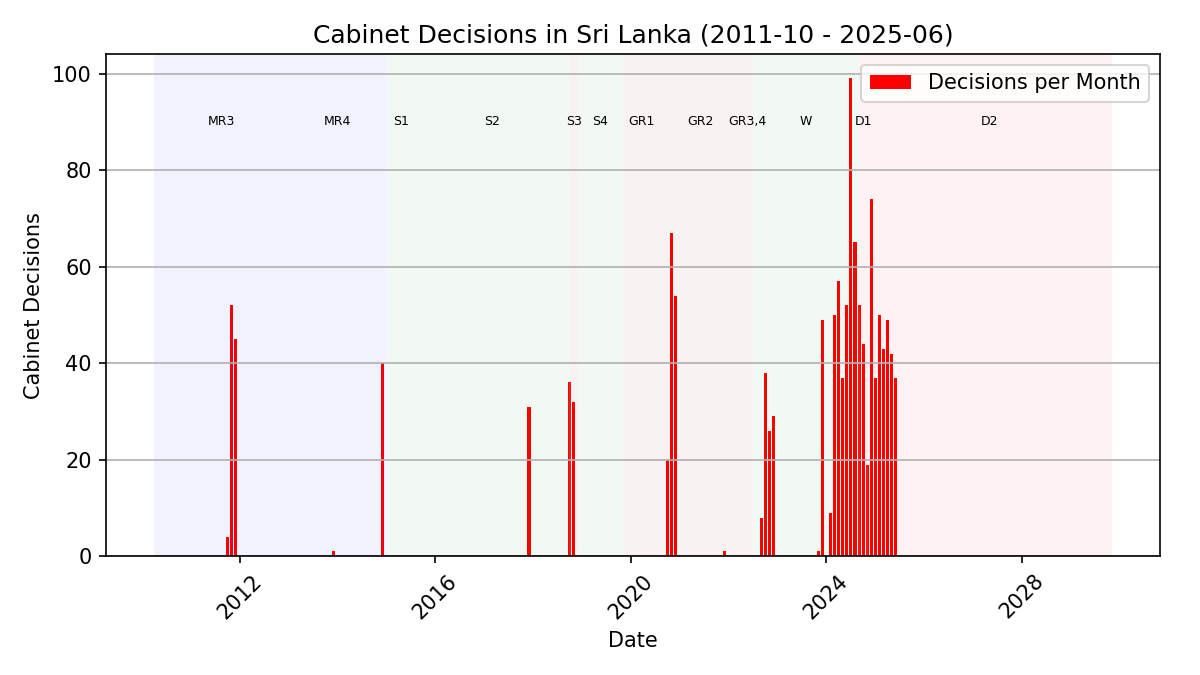 Cabinet Decisions in Sri Lanka (2011-10 - 2025-06)
Decisions per Month
MR3 MR4 S1 S2 S3 S4 GR1 GR2 GR3,4 W D1 D2
100
80
60
40
20
0
Cabinet Decisions
2012 2016 2020 2024 2028
Date